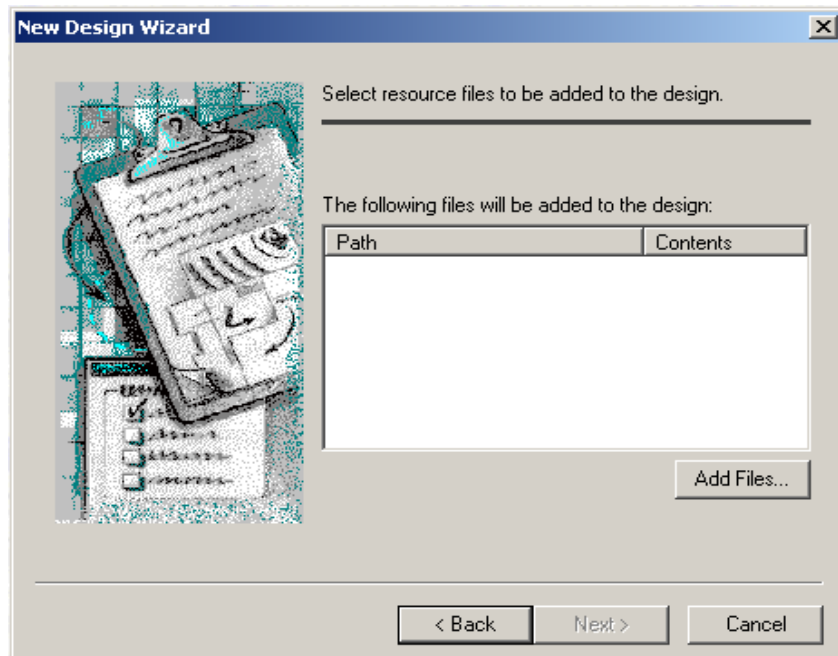 New Design Wizard
Select resource files to be added to the design.
The following files will be added to the design:
Path Contents
Add Files...
< Back Next > Cancel